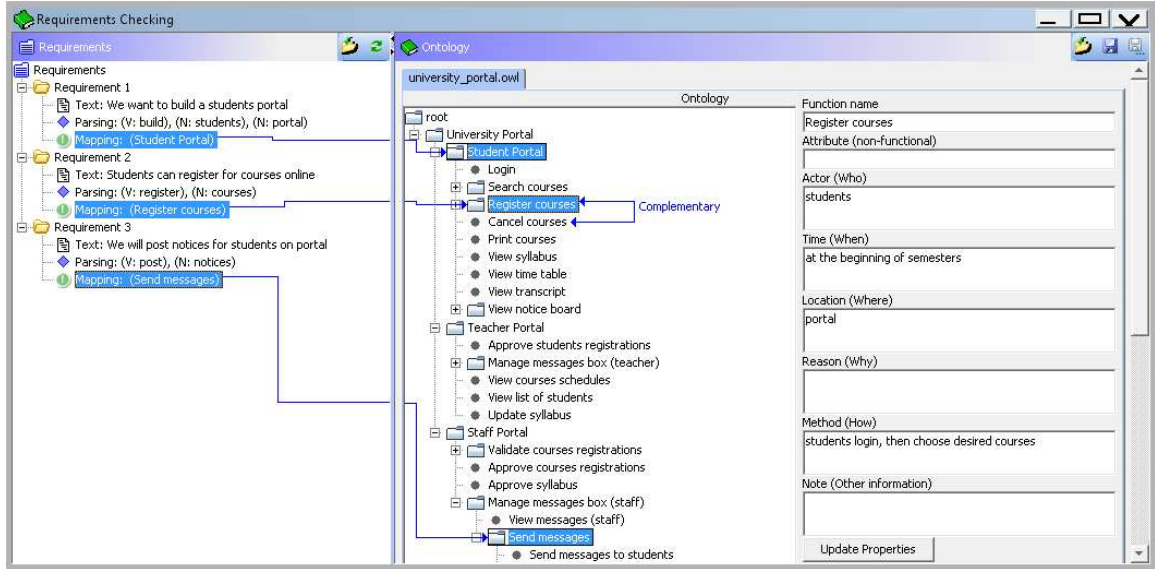 Requirements Checking
Requirements
Requirements
Requirement 1
Text: We want to build a students portal
Parsing: (V: build), (N: students), (N: portal)
Mapping: (Student Portal)
Requirement 2
Text: Students can register for courses online
Parsing: (V: register), (N: courses)
Mapping: (Register courses)
Requirement 3
Text: We will post notices for students on portal
Parsing: (V: post), (N: notices)
Mapping: (Send messages)
Ontology
university_portal.owl
Ontology
root
University Portal
Student Portal
Login
Search courses
Register courses
Complementary
Cancel courses
Print courses
View syllabus
View time table
View transcript
View notice board
Teacher Portal
Approve students registrations
Manage messages box (teacher)
View courses schedules
View list of students
Update syllabus
Staff Portal
Validate courses registrations
Approve courses registrations
Approve syllabus
Manage messages box (staff)
View messages (staff)
Send messages
Send messages to students
Function name
Register courses
Attribute (non-functional)
Actor (Who)
students
Time (When)
at the beginning of semesters
Location (Where)
portal
Reason (Why)
Method (How)
students login, then choose desired courses
Note (Other information)
Update Properties